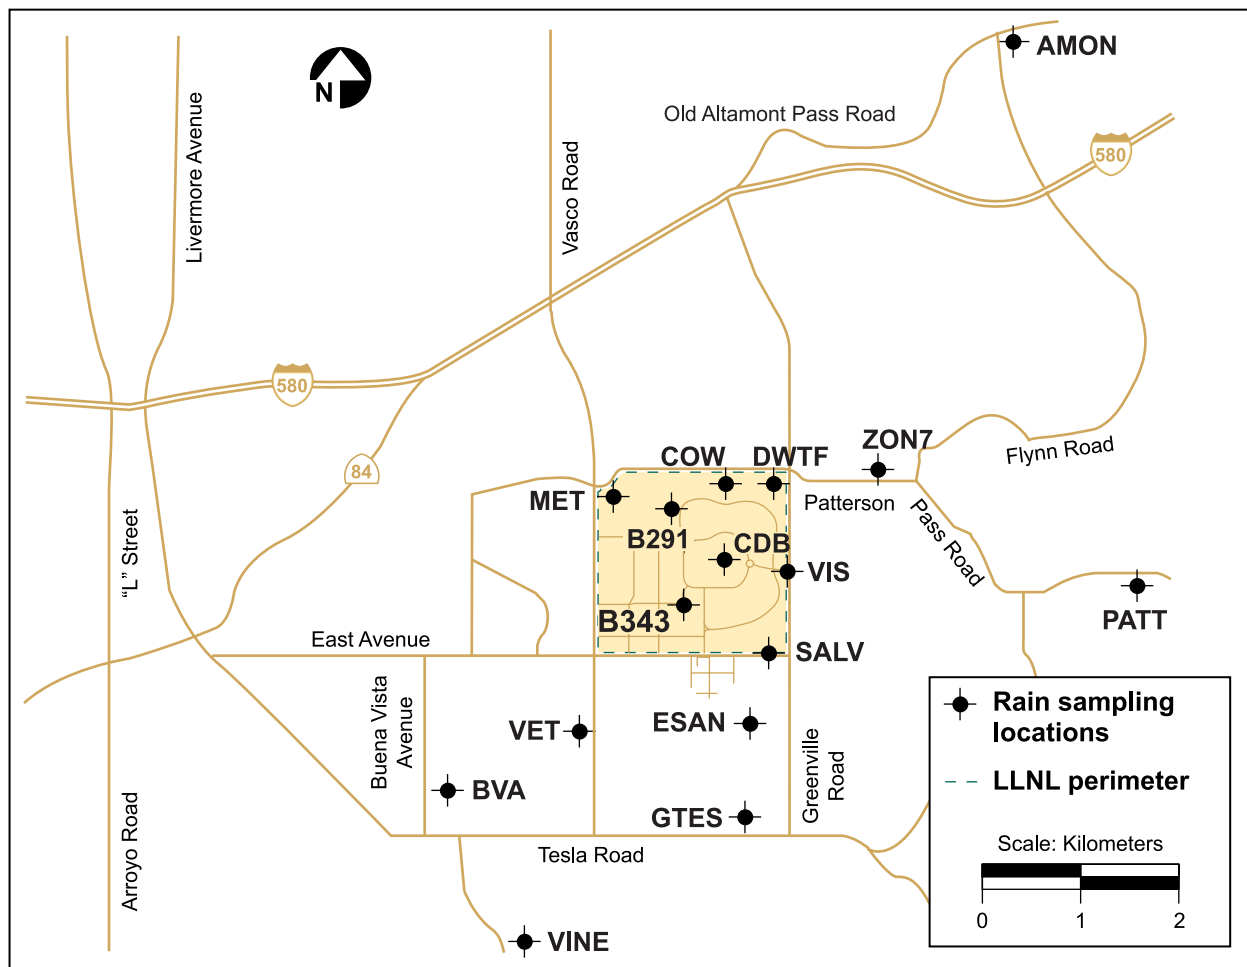 AMON
Old Altamont Pass Road
580
N
Livermore Avenue
Vasco Road
580
84
ZON7
Flynn Road
COW
DWTF
MET
Patterson
Pass Road
B291
CDB
VIS
B343
PATT
"L" Street
East Avenue
SALV
Buena Vista
Avenue
VET
ESAN
BVA
GTES
Greenville
Road
Tesla Road
Arroyo Road
VINE
Rain sampling
locations
LLNL perimeter
Scale: Kilometers
0 1 2